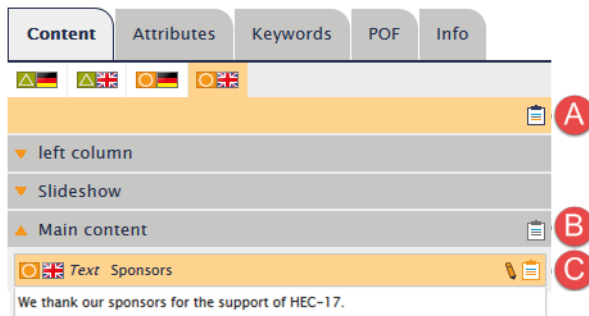 Content Attributes Keywords POF Info
A
left column
Slideshow
Main content B
Text Sponsors C
We thank our sponsors for the support of HEC-17.